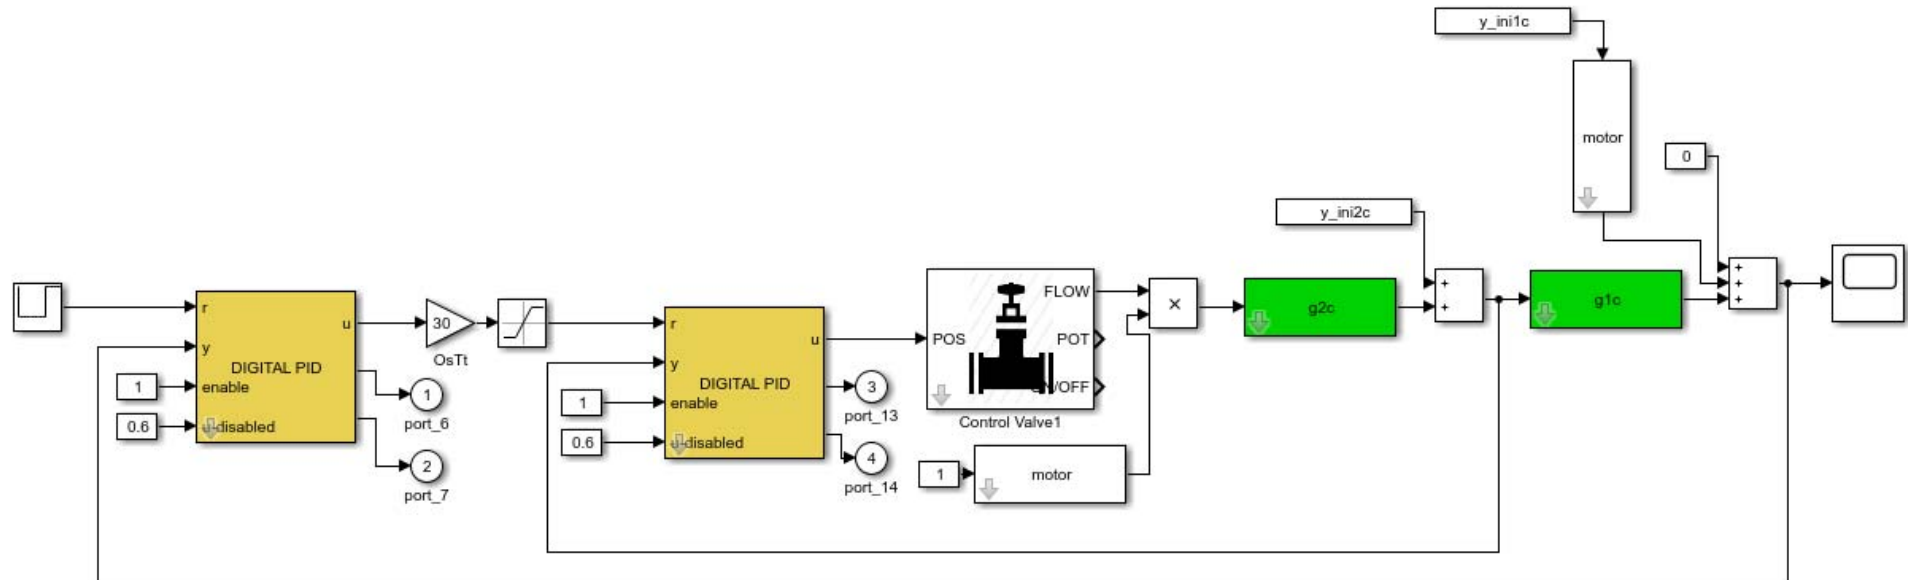 y_ini1c
motor
0
y_ini2c
+
+
+
+
+
r
y
enable
u-disabled
u
DIGITAL PID
1
0.6
1
port_6
2
port_7
30
OsTt
r
y
enable
u
DIGITAL PID
disabled
1
0.6
3
port_13
4
port_14
POS
FLOW
POT
/OFF
Control Valve1
1
motor
×
g2c
g1c